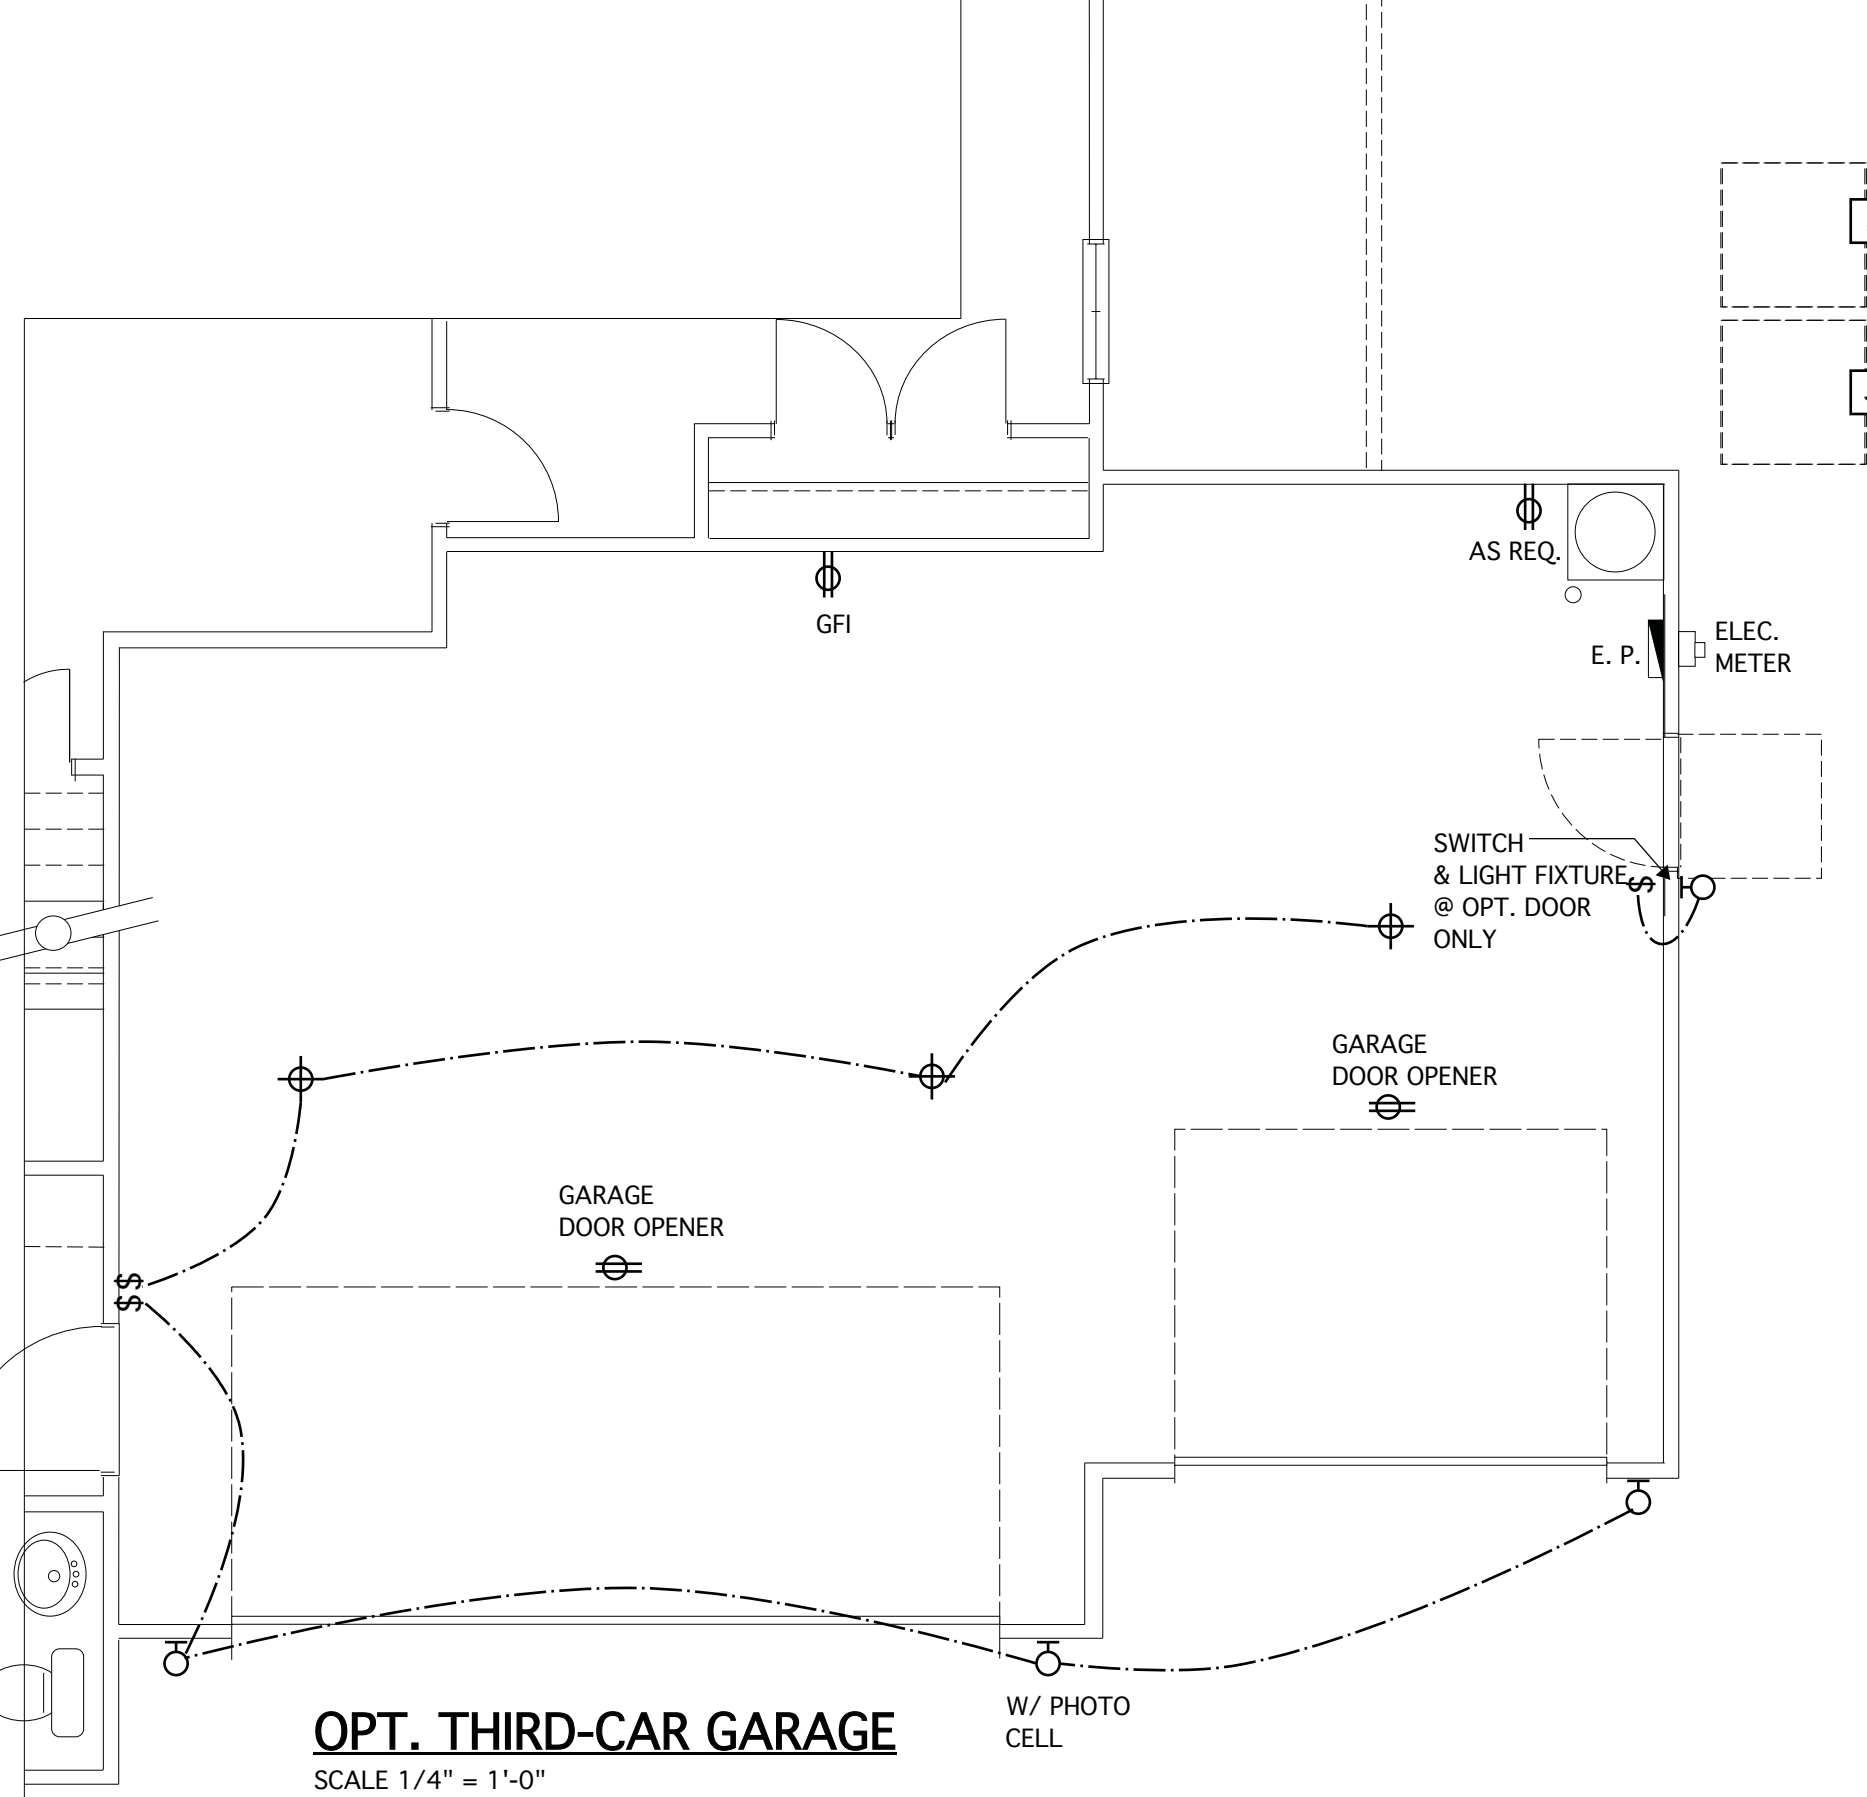 AS REQ.
GFI
ELEC.
METER
E. P.
SWITCH
& LIGHT FIXTURE
@ OPT. DOOR
ONLY
$
GARAGE
DOOR OPENER
GARAGE
DOOR OPENER
$
$
W/ PHOTO
CELL
OPT. THIRD-CAR GARAGE
SCALE 1/4" = 1'-0"